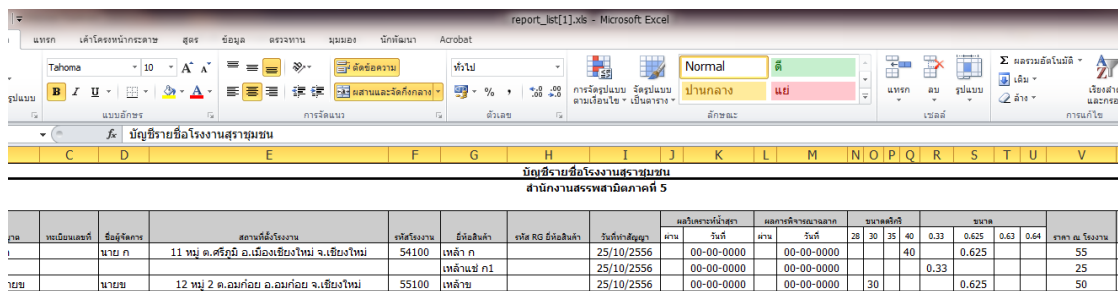 report_list[1].xls - Microsoft Excel
แทรก เค้าโครงหน้ากระดาษ สูตร ข้อมูล ตรวจทาน มุมมอง นักพัฒนา Acrobat
Tahoma 10 A A ตัดข้อความ ทั่วไป Normal ดี Σ ผลรวมอัตโนมัติ
B I U A ผสานและจัดกึ่งกลาง % , การจัดรูปแบบตามเงื่อนไข จัดรูปแบบเป็นตาราง ปานกลาง แย่ แทรก ลบ รูปแบบ เติม ล้าง
แบบอักษร การจัดแนว ตัวเลข ลักษณะ เซลล์ การแก้ไข
fx บัญชีรายชื่อโรงงานสุราชุมชน
C D E F G H I J K L M N O P Q R S T U V
บัญชีรายชื่อโรงงานสุราชุมชน
สำนักงานสรรพสามิตภาคที่ 5
ผลวิเคราะห์น้ำสุรา ผลการพิจารณาฉลาก ขนาดดีกรี ขนาด
ทะเบียนเลขที่ ชื่อผู้จัดการ สถานที่ตั้งโรงงาน รหัสโรงงาน ยี่ห้อสินค้า รหัส RG ยี่ห้อสินค้า วันที่ทำสัญญา ผ่าน วันที่ ผ่าน วันที่ 28 30 35 40 0.33 0.625 0.63 0.64 ราคา ณ โรงงาน
นาย ก 11 หมู่ ต.ศรีภูมิ อ.เมืองเชียงใหม่ จ.เชียงใหม่ 54100 เหล้า ก 25/10/2556 00-00-0000 00-00-0000 40 0.625 55
เหล้าแช่ ก1 25/10/2556 00-00-0000 00-00-0000 0.33 25
นายข 12 หมู่ 2 ต.อมก๋อย อ.อมก๋อย จ.เชียงใหม่ 55100 เหล้าข 25/10/2556 00-00-0000 00-00-0000 30 0.625 50